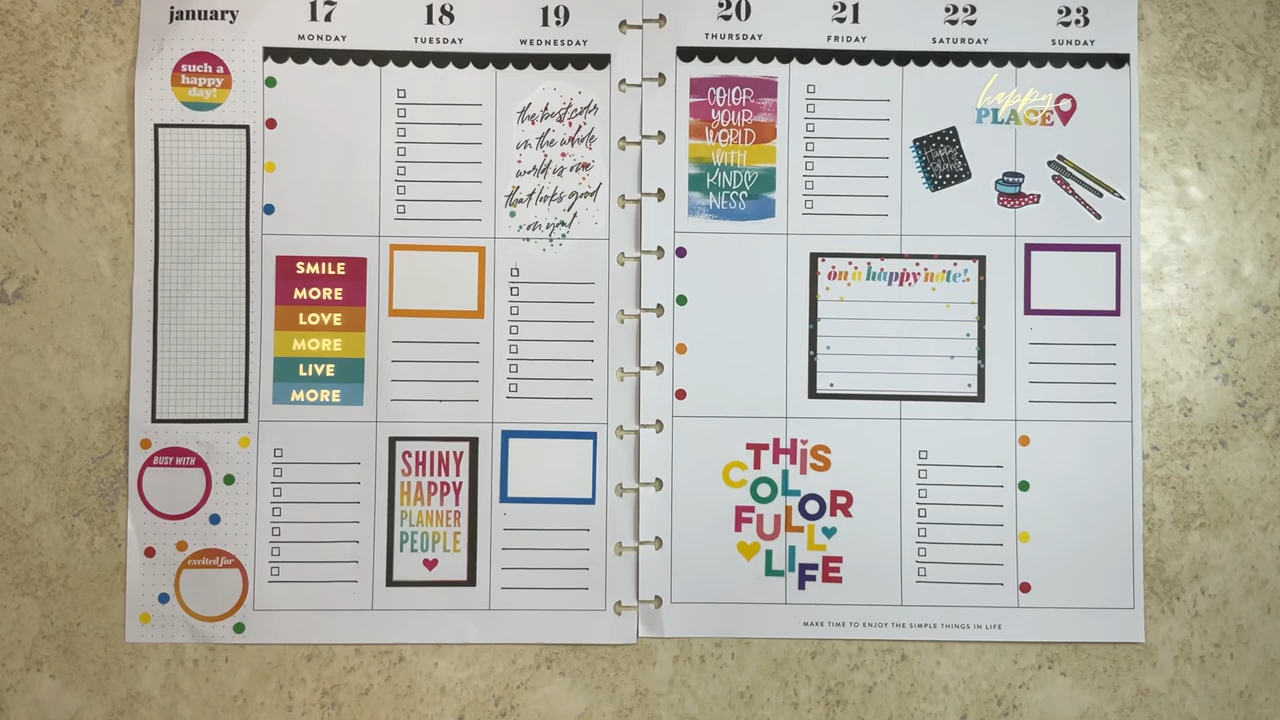 january
17
MONDAY
18
TUESDAY
19
WEDNESDAY
20
THURSDAY
21
FRIDAY
22
SATURDAY
23
SUNDAY
such a
happy
day!
the best color
in the whole
world is one
that looks good
on you!
COLOR
YOUR
WORLD
WITH
KIND
NESS
happy
PLACE
Happy
Planner
SMILE
MORE
LOVE
MORE
LIVE
MORE
on a happy note!
BUSY WITH
excited for
SHINY
HAPPY
PLANNER
PEOPLE
THiS
COLOR
FULL
LIFE
MAKE TIME TO ENJOY THE SIMPLE THINGS IN LIFE